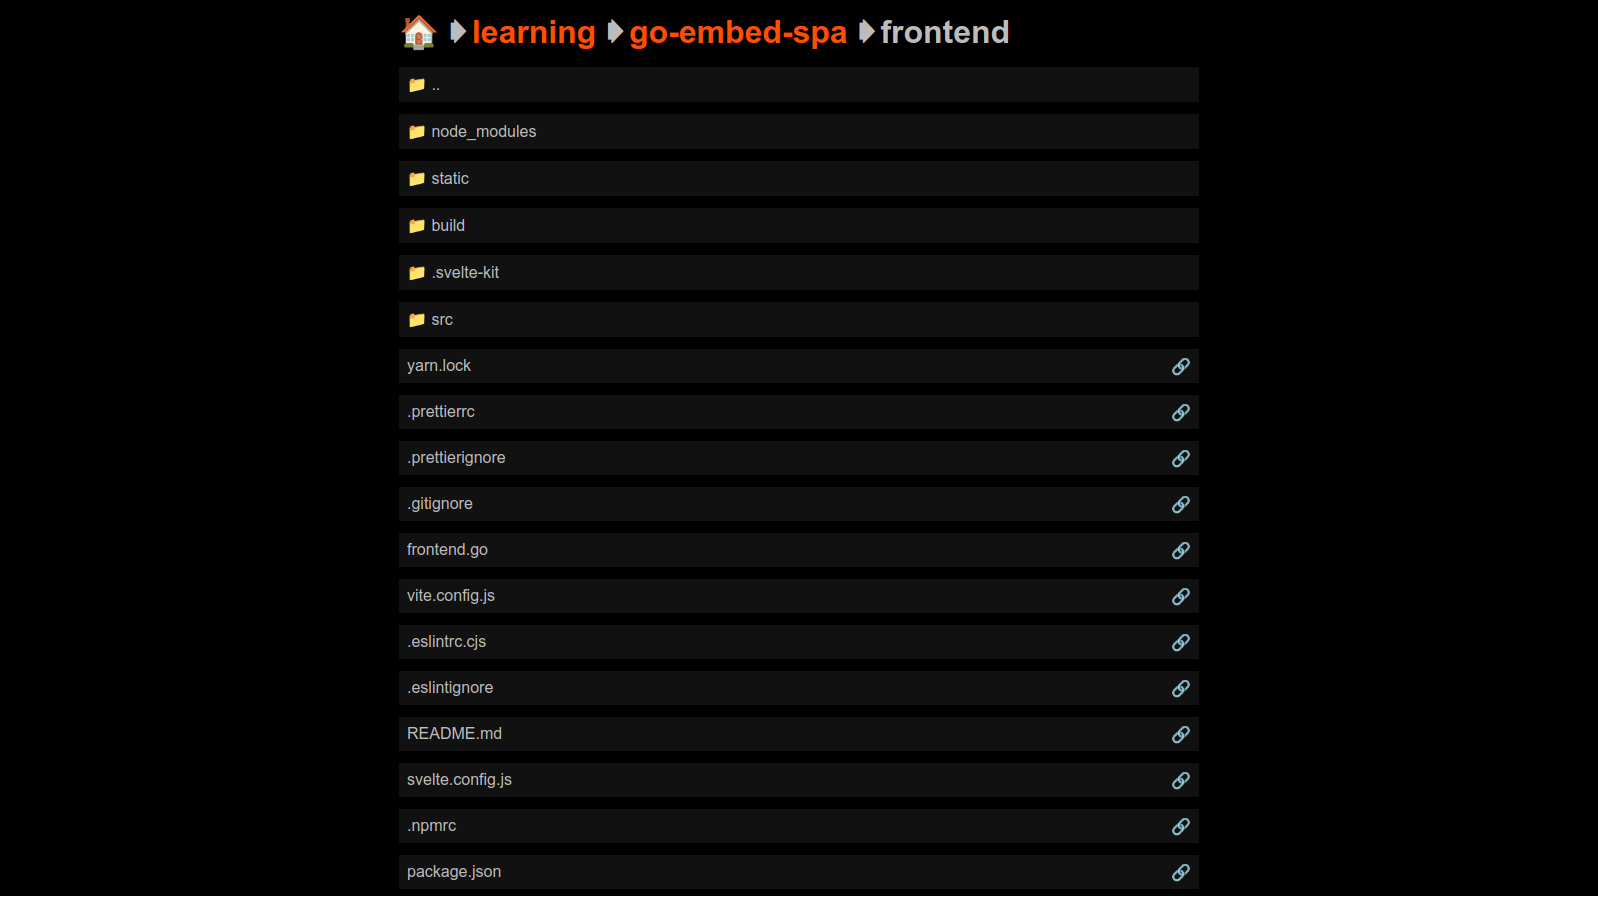 🏠 ➧learning ➧go-embed-spa ➧frontend
📁 ..
📁 node_modules
📁 static
📁 build
📁 .svelte-kit
📁 src
yarn.lock 🔗
.prettierrc 🔗
.prettierignore 🔗
.gitignore 🔗
frontend.go 🔗
vite.config.js 🔗
.eslintrc.cjs 🔗
.eslintignore 🔗
README.md 🔗
svelte.config.js 🔗
.npmrc 🔗
package.json 🔗